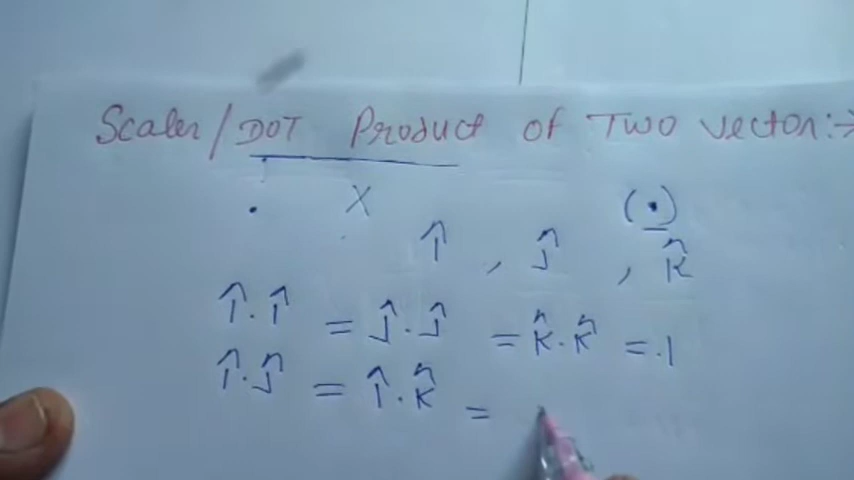 Scaler/DOT Product of Two vector:→
. X (.)
î , ĵ , k̂
î.î = ĵ.ĵ = k̂.k̂ = .1
î.ĵ = î.k̂ =